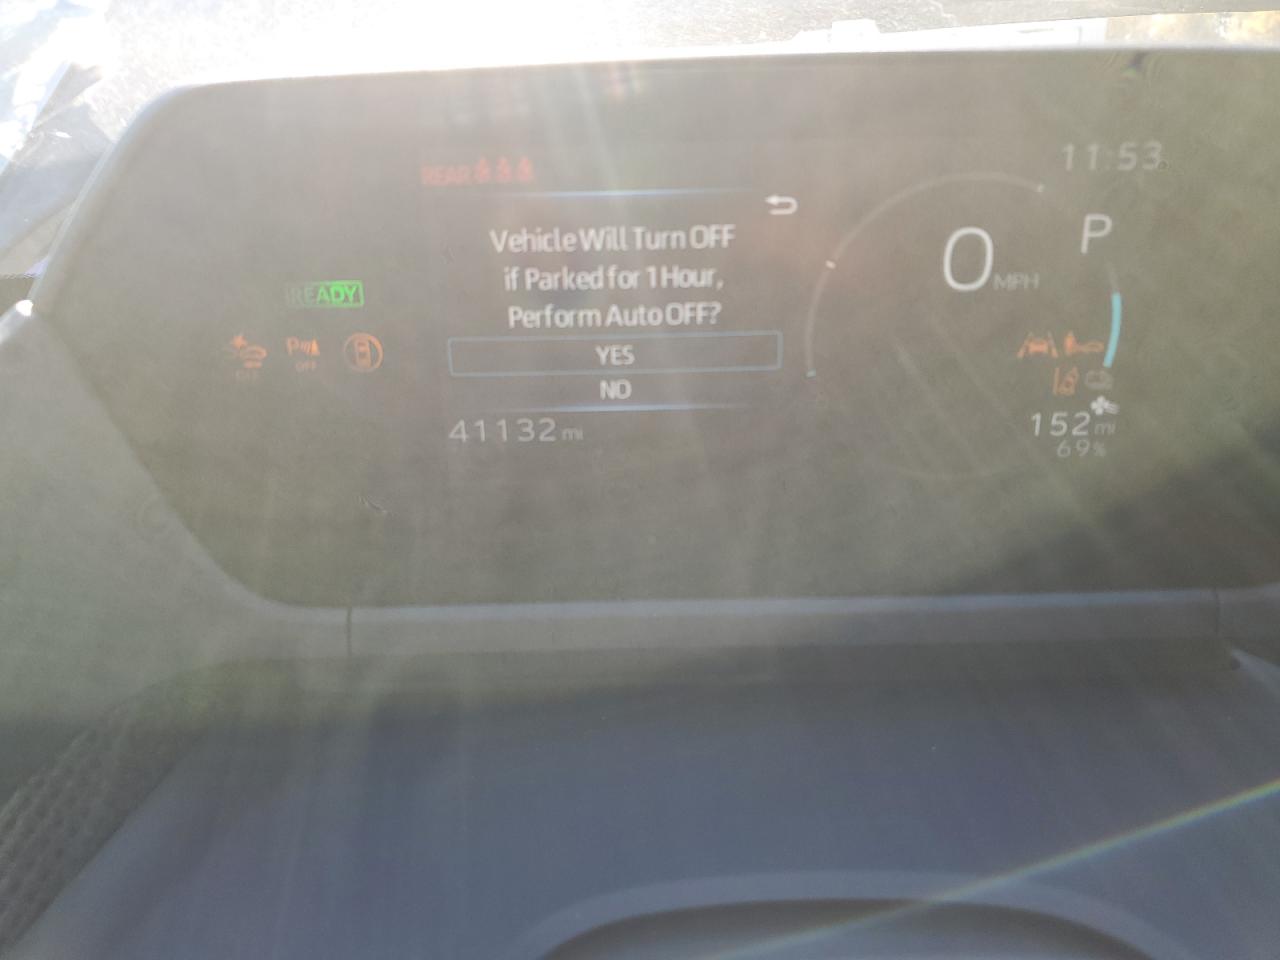 REAR
11:53
Vehicle Will Turn OFF
if Parked for 1 Hour,
Perform Auto OFF?
YES
NO
0 MPH
P
READY
P
OFF
OFF
41132 mi
152 mi
69%